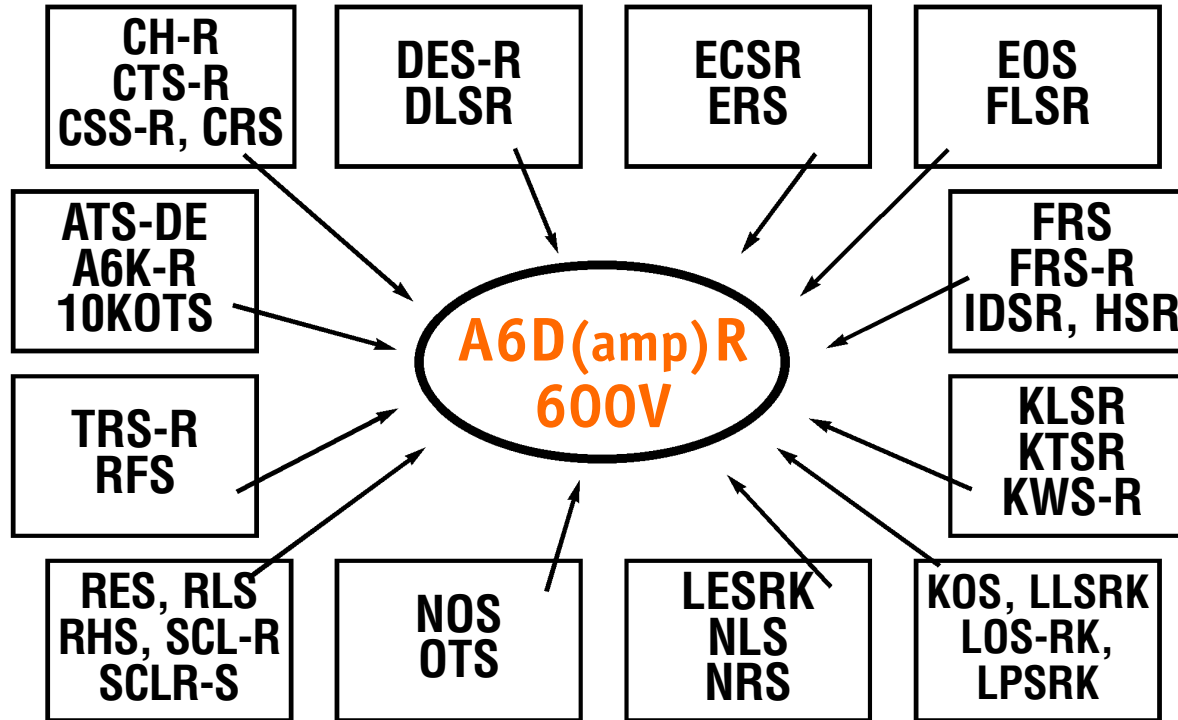 CH-R
CTS-R
CSS-R, CRS
DES-R
DLSR
ECSR
ERS
EOS
FLSR
ATS-DE
A6K-R
10KOTS
A6D(amp)R
600V
FRS
FRS-R
IDSR, HSR
TRS-R
RFS
KLSR
KTSR
KWS-R
RES, RLS
RHS, SCL-R
SCLR-S
NOS
OTS
LESRK
NLS
NRS
KOS, LLSRK
LOS-RK,
LPSRK